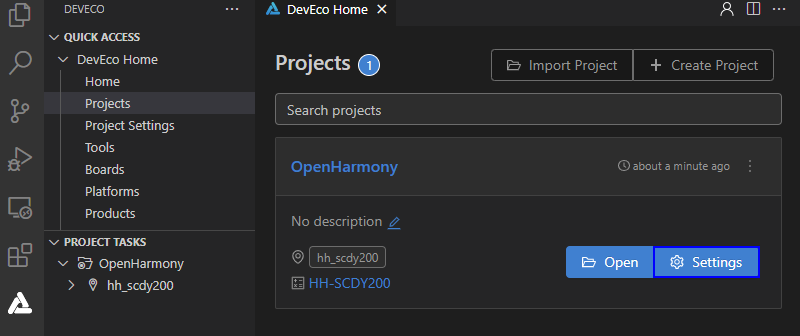 DEVECO
QUICK ACCESS
DevEco Home
Home
Projects
Project Settings
Tools
Boards
Platforms
Products
PROJECT TASKS
OpenHarmony
hh_scdy200
DevEco Home
Projects 1
Import Project
Create Project
Search projects
OpenHarmony
about a minute ago
No description
hh_scdy200
HH-SCDY200
Open
Settings